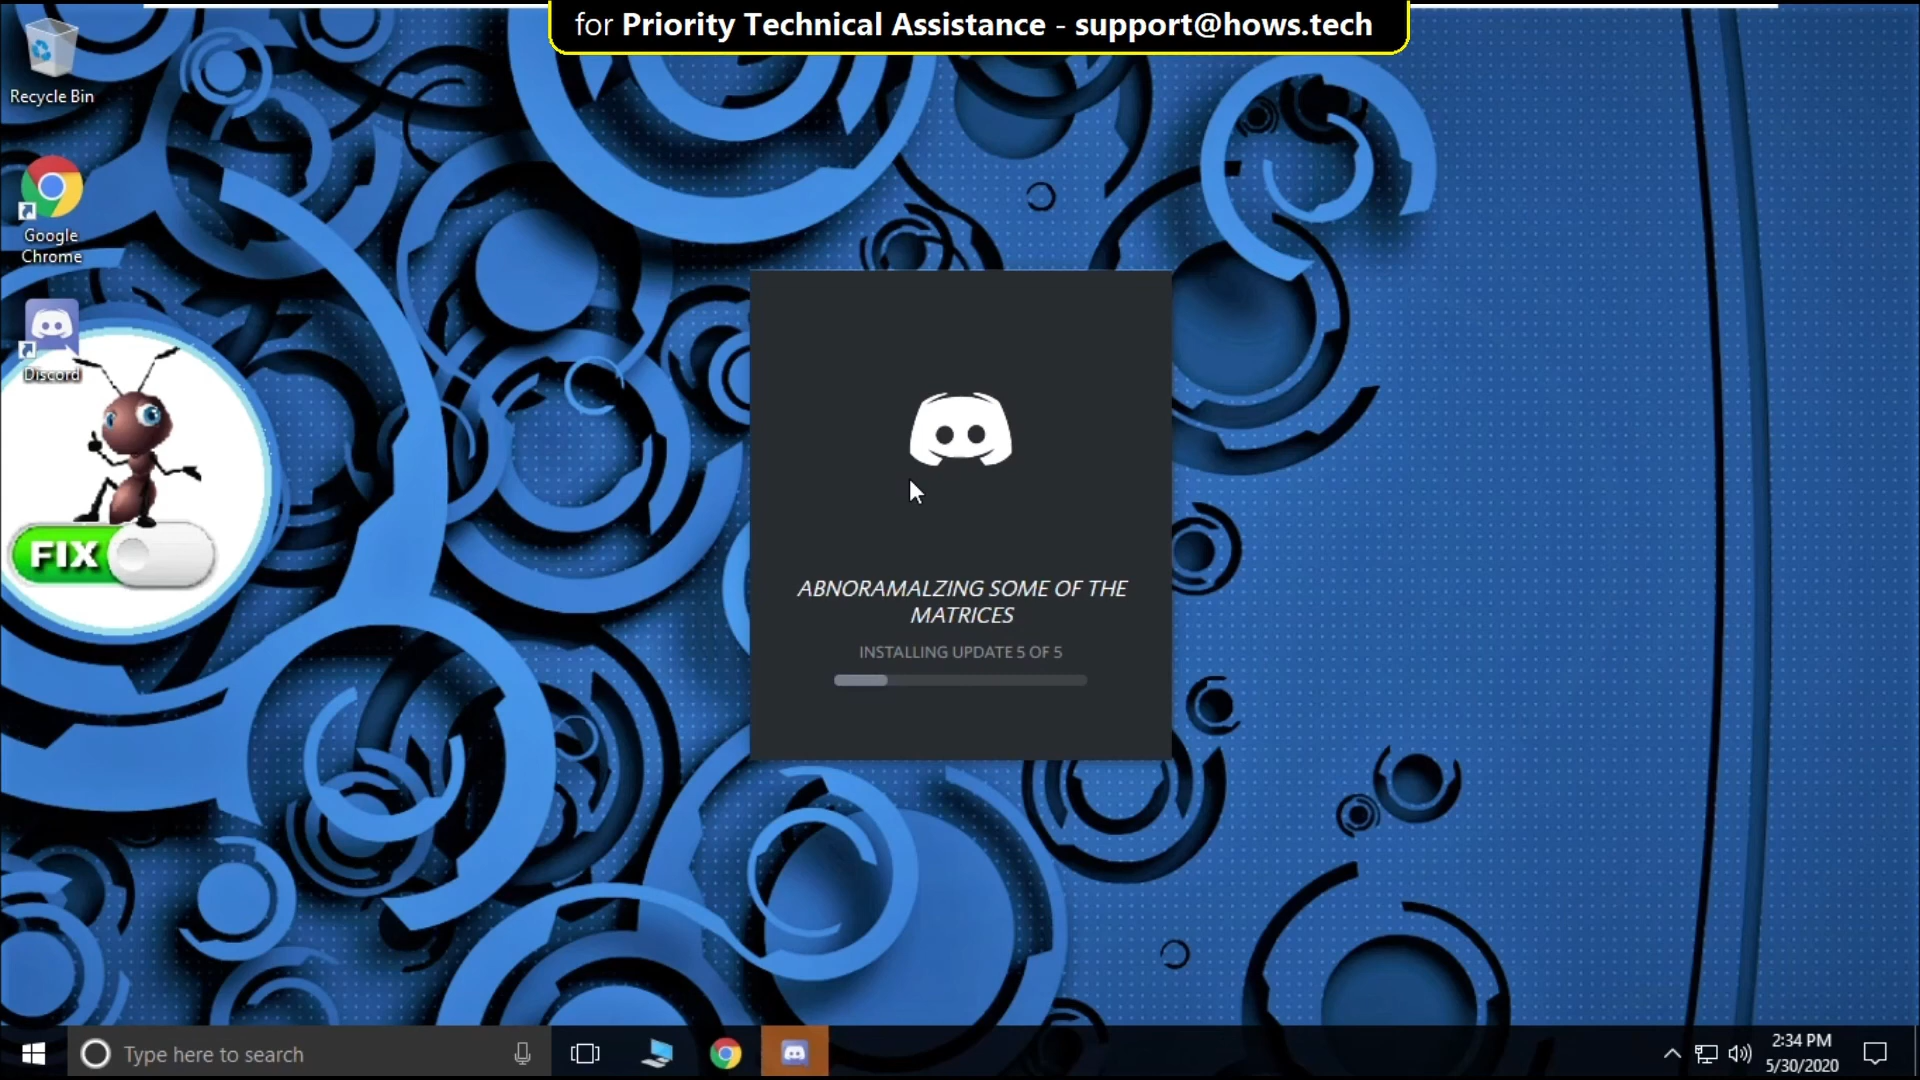 for Priority Technical Assistance - support@hows.tech
Recycle Bin
Google
Chrome
Discord
FIX
ABNORAMALZING SOME OF THE
MATRICES
INSTALLING UPDATE 5 OF 5
Type here to search
2:34 PM
5/30/2020